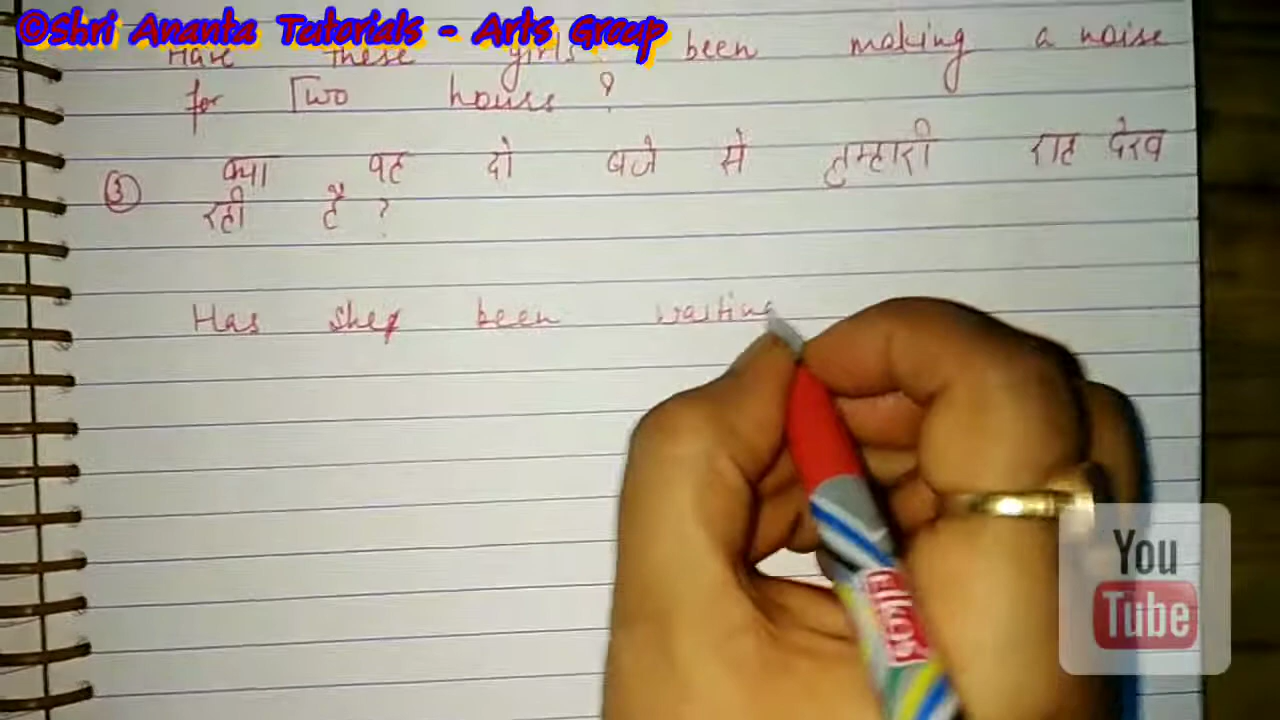 ©Shri Ananta Tutorials - Arts Group
Have these girls been making a noise
for Two hours ?
③ क्या वह दो बजे से तुम्हारी राह देख
रही है ?
Has she been waiting
elkos
You
Tube